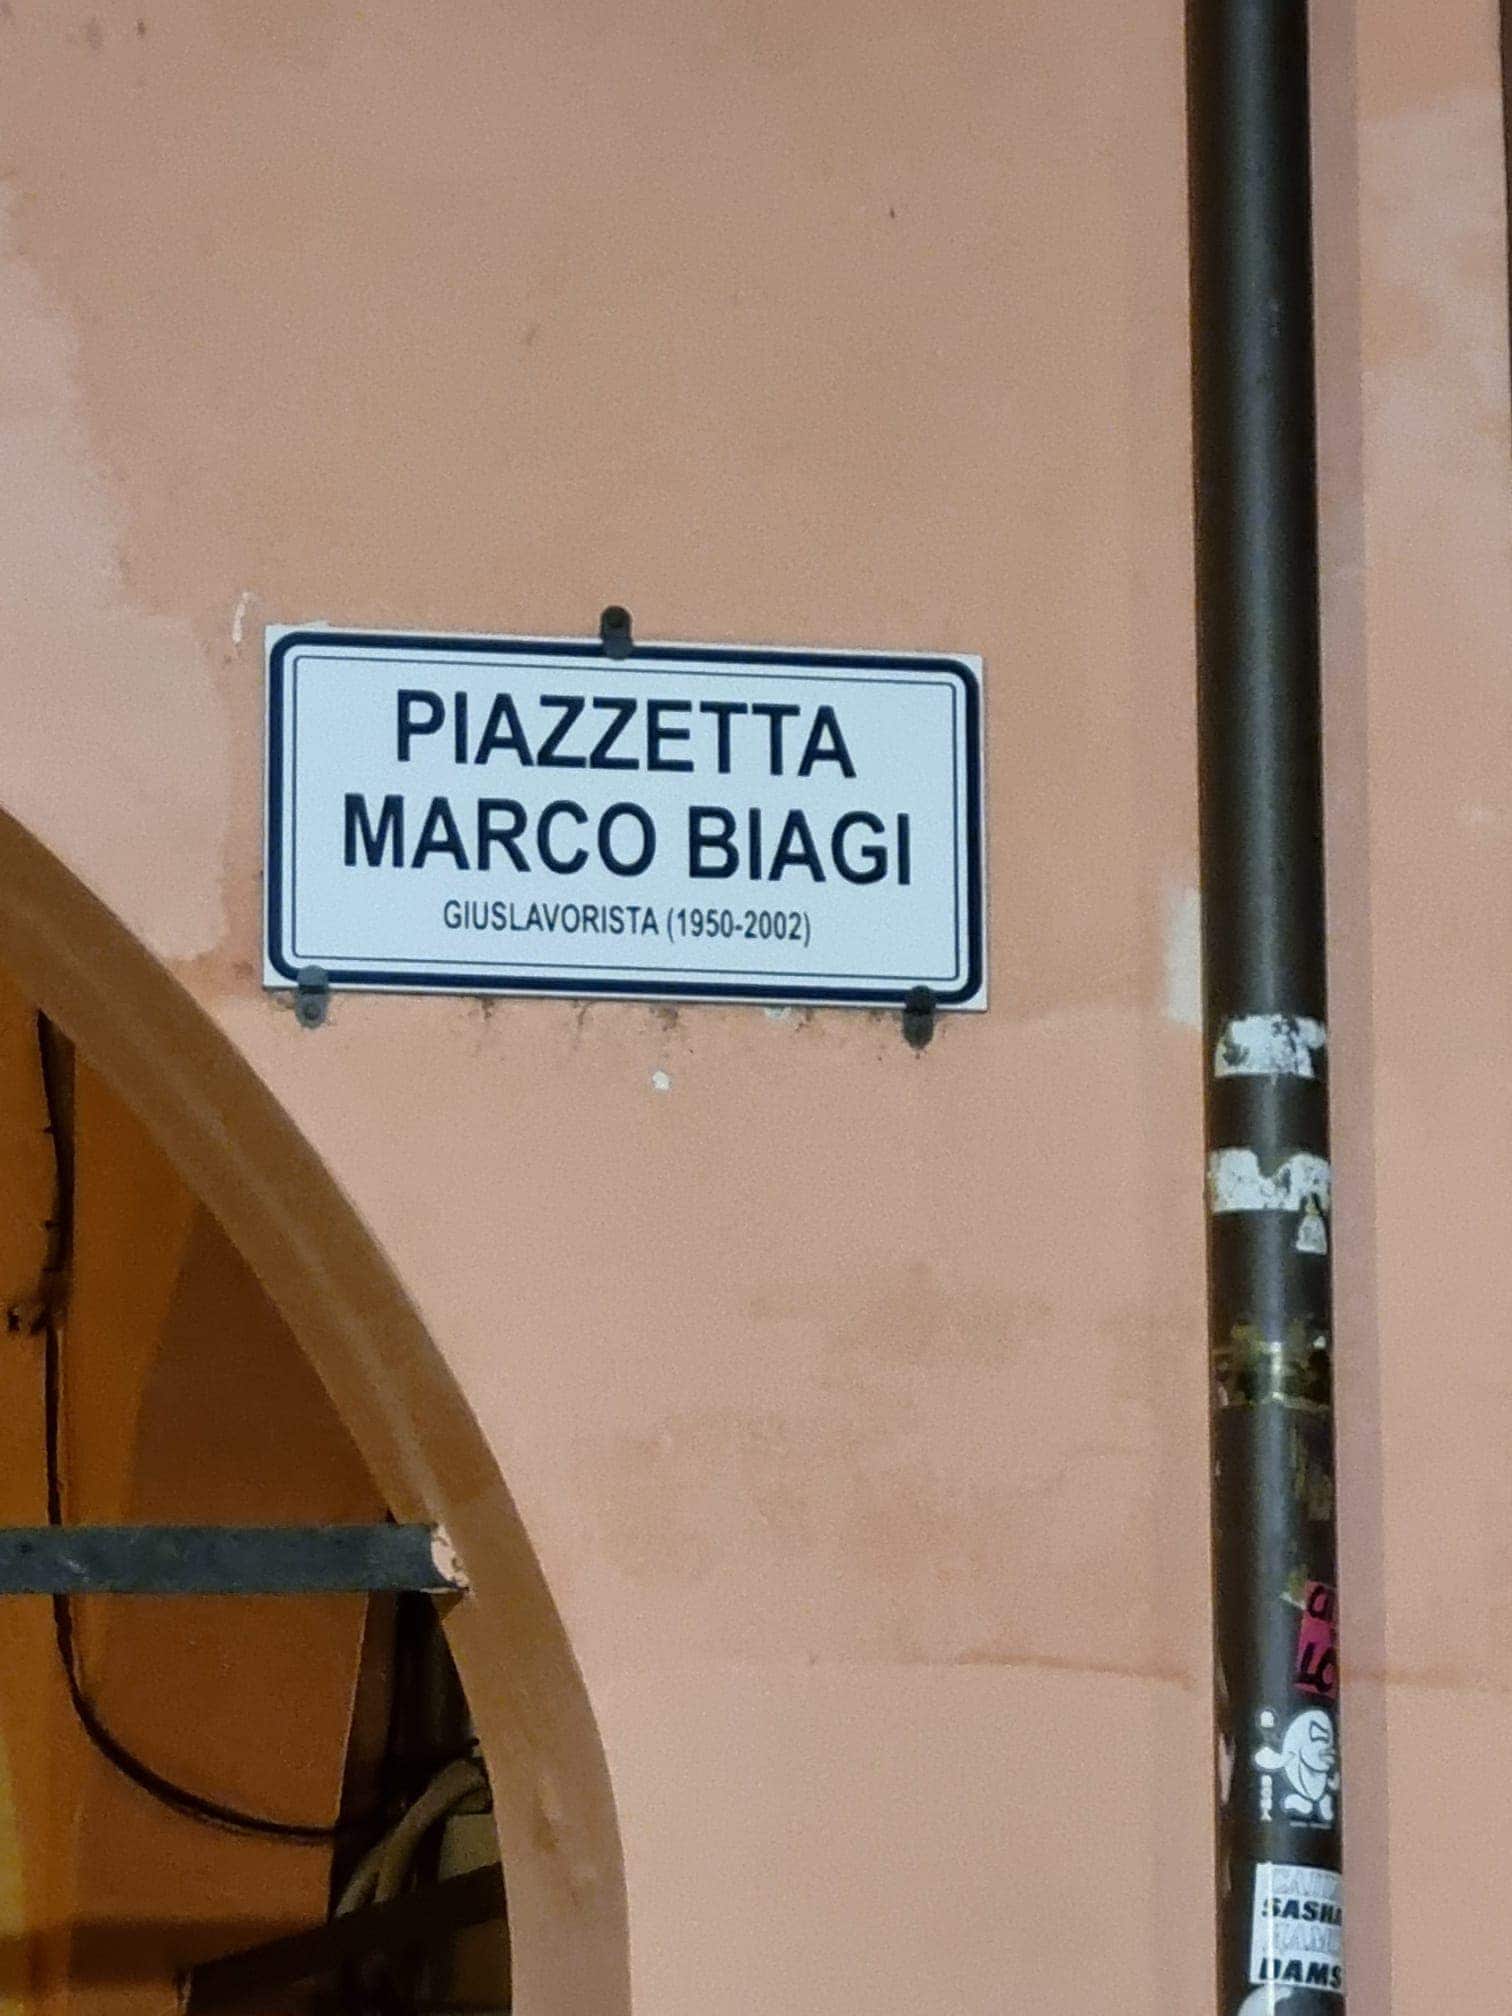 PIAZZETTA
MARCO BIAGI
GIUSLAVORISTA (1950-2002)
SASHA
DAMS